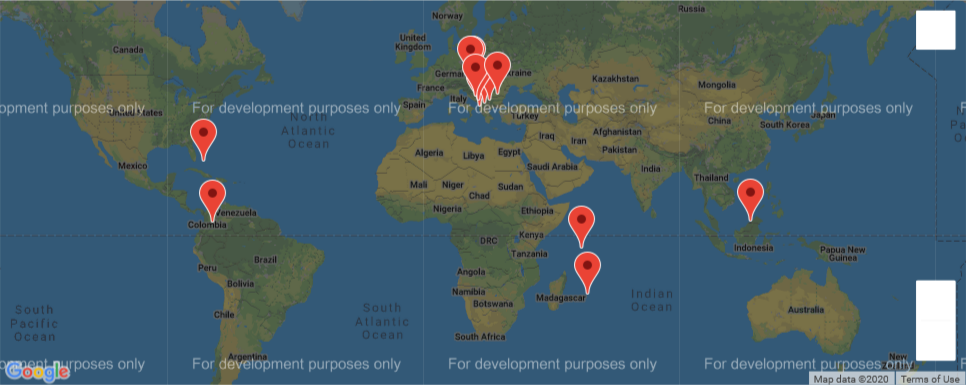 Russia
Norway
Canada
United
Kingdom
Germ
raine
Kazakhstan
Mongolia
France
opment purposes only
For development purposes only
For development purposes only
For development purposes only
United States
Spain
Italy
Turkey
China
South Korea
Japan
North
Atlantic
Ocean
Iraq
Iran
Afghanistan
Pakistan
Algeria
Libya
Egypt
Saudi Arabia
India
Mexico
Mali
Niger
Chad
Sudan
Thailand
Nigeria
Ethiopia
Venezuela
Colombia
DRC
Kenya
Tanzania
Indonesia
Papua New
Guinea
Peru
Brazil
Bolivia
Angola
Namibia
Botswana
Madagascar
Indian
Ocean
Australia
South
Pacific
Ocean
South
Atlantic
Ocean
Chile
South Africa
Argentina
New
opment purposes only
For development purposes only
For development purposes only
For development purposes only
Google
Map data ©2020
Terms of Use